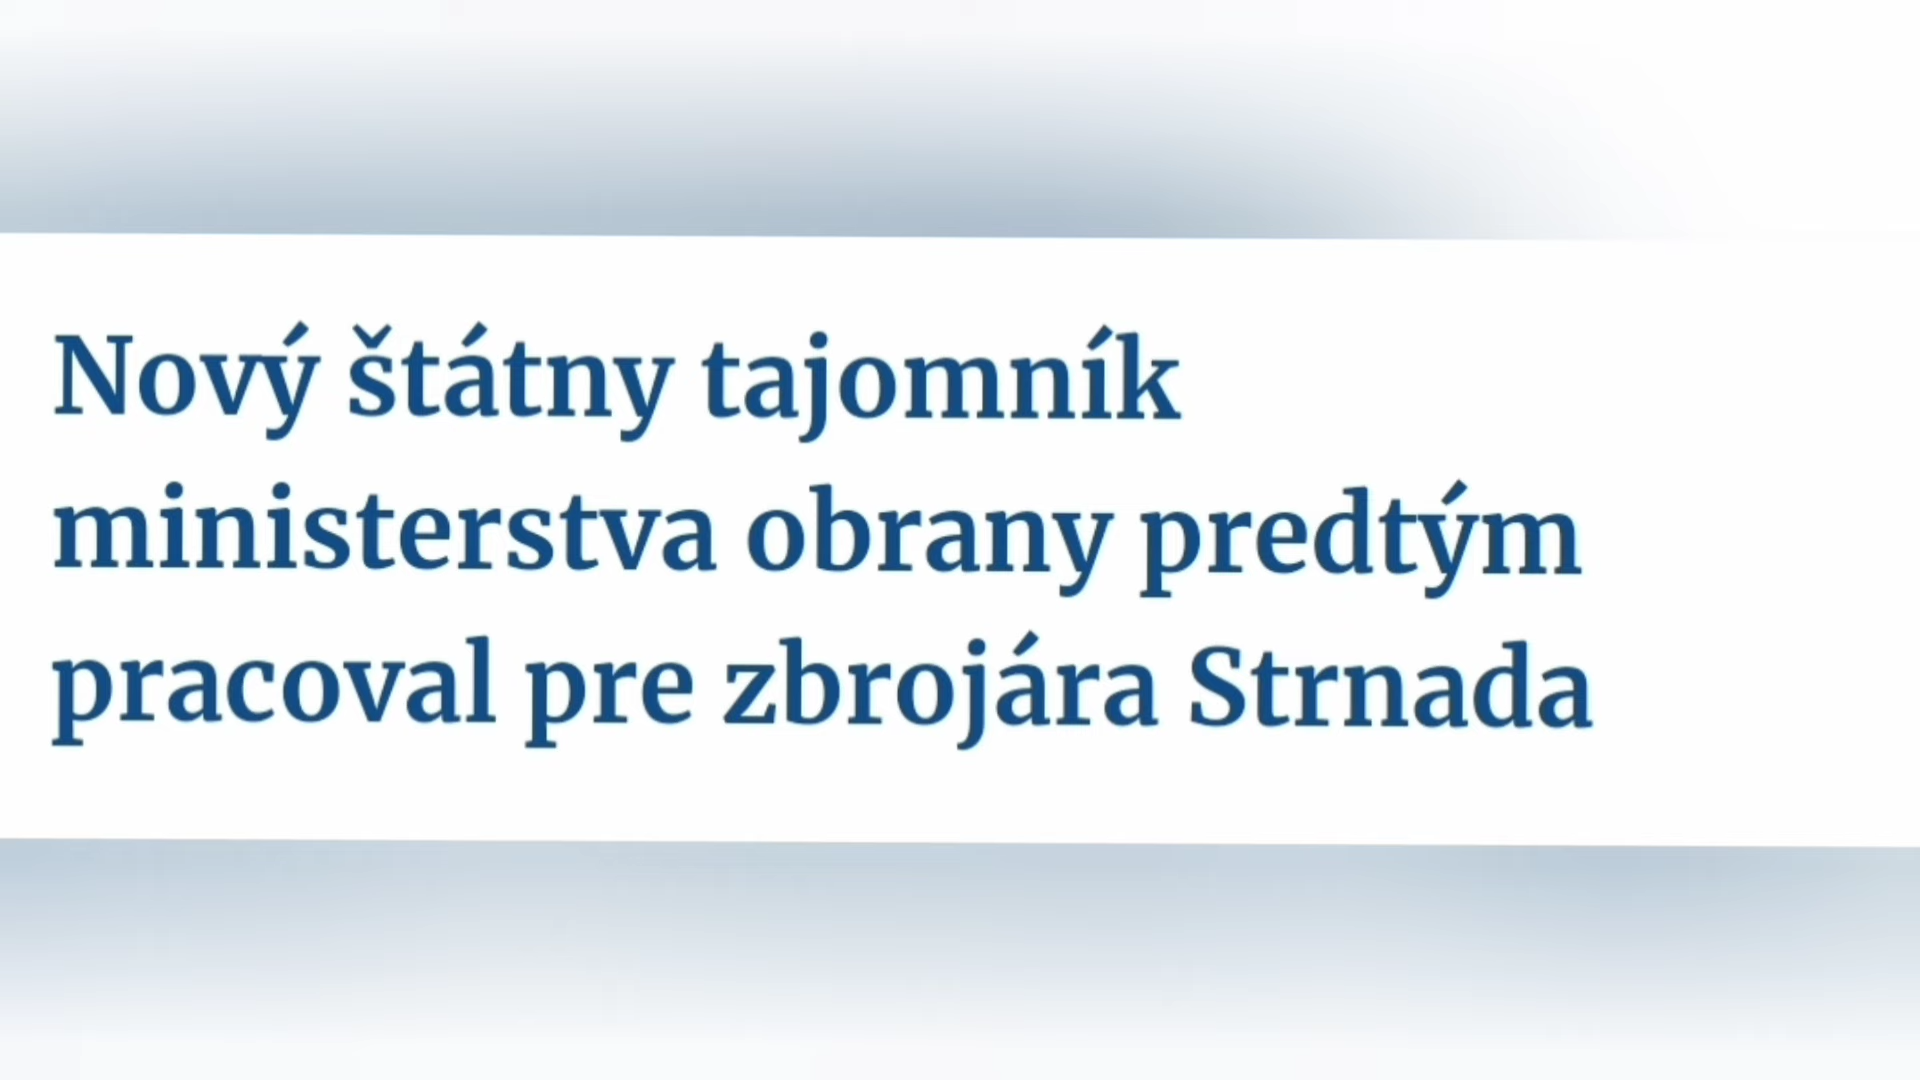 Nový štátny tajomník
ministerstva obrany predtým
pracoval pre zbrojára Strnada